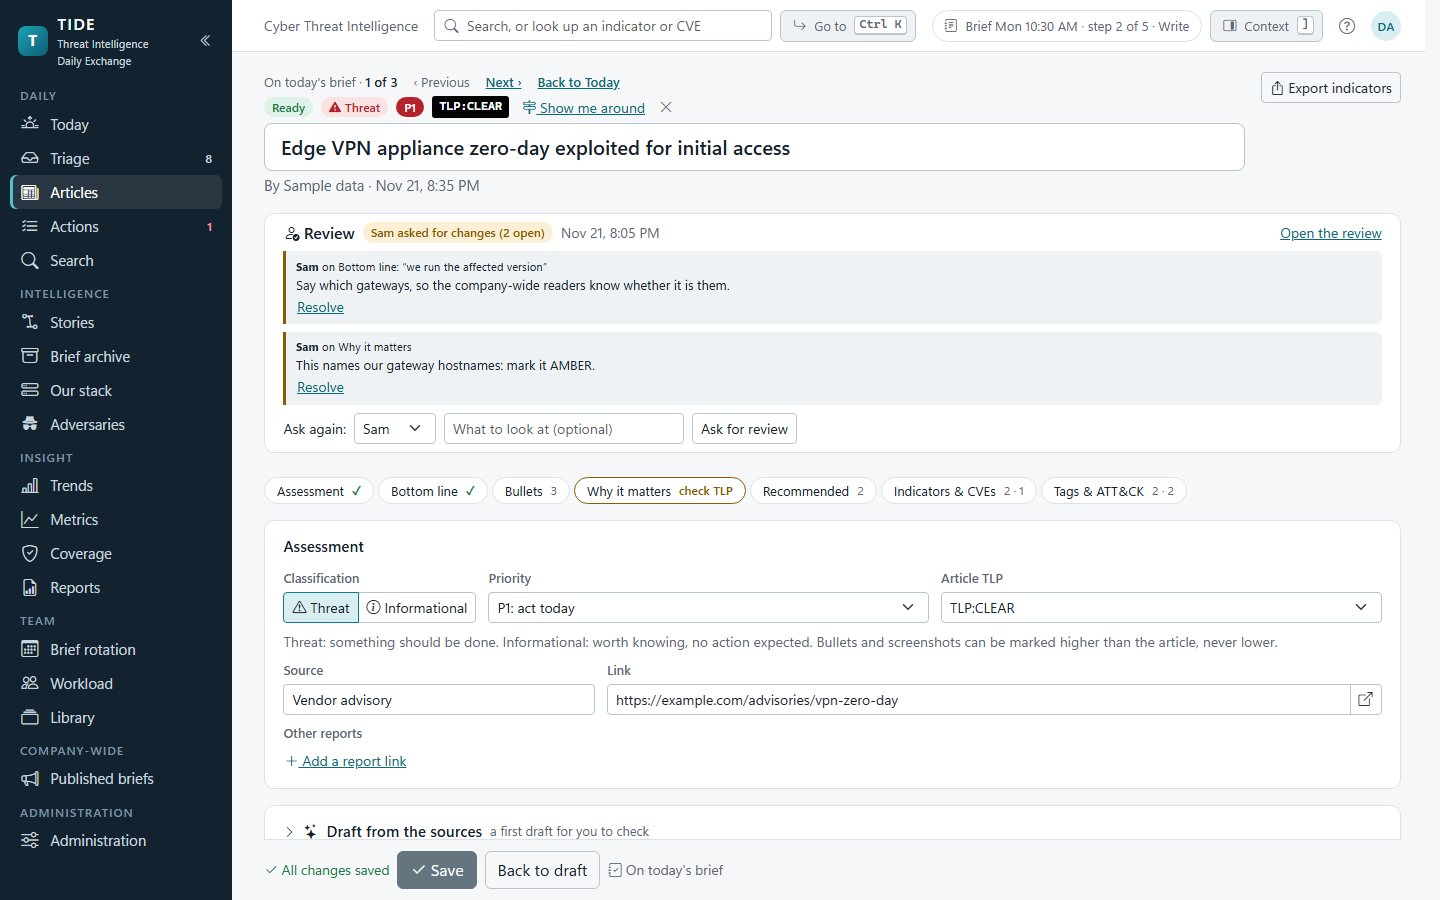 TIDE
Threat Intelligence
Daily Exchange
T
DAILY
Today
Triage 8
Articles
Actions 1
Search
INTELLIGENCE
Stories
Brief archive
Our stack
Adversaries
INSIGHT
Trends
Metrics
Coverage
Reports
TEAM
Brief rotation
Workload
Library
COMPANY-WIDE
Published briefs
ADMINISTRATION
Administration
Cyber Threat Intelligence
Search, or look up an indicator or CVE
Go to Ctrl K
Brief Mon 10:30 AM · step 2 of 5 · Write
Context ]
DA
On today's brief · 1 of 3 ‹ Previous Next › Back to Today
Export indicators
Ready Threat P1 TLP:CLEAR Show me around
Edge VPN appliance zero-day exploited for initial access
By Sample data · Nov 21, 8:35 PM
Review Sam asked for changes (2 open) Nov 21, 8:05 PM Open the review
Sam on Bottom line: “we run the affected version”
Say which gateways, so the company-wide readers know whether it is them.
Resolve
Sam on Why it matters
This names our gateway hostnames: mark it AMBER.
Resolve
Ask again: Sam What to look at (optional) Ask for review
Assessment ✓ Bottom line ✓ Bullets 3 Why it matters check TLP Recommended 2 Indicators & CVEs 2 · 1 Tags & ATT&CK 2 · 2
Assessment
Classification Priority Article TLP
Threat Informational P1: act today TLP:CLEAR
Threat: something should be done. Informational: worth knowing, no action expected. Bullets and screenshots can be marked higher than the article, never lower.
Source Link
Vendor advisory https://example.com/advisories/vpn-zero-day
Other reports
+ Add a report link
Draft from the sources a first draft for you to check
✓ All changes saved ✓ Save Back to draft On today's brief